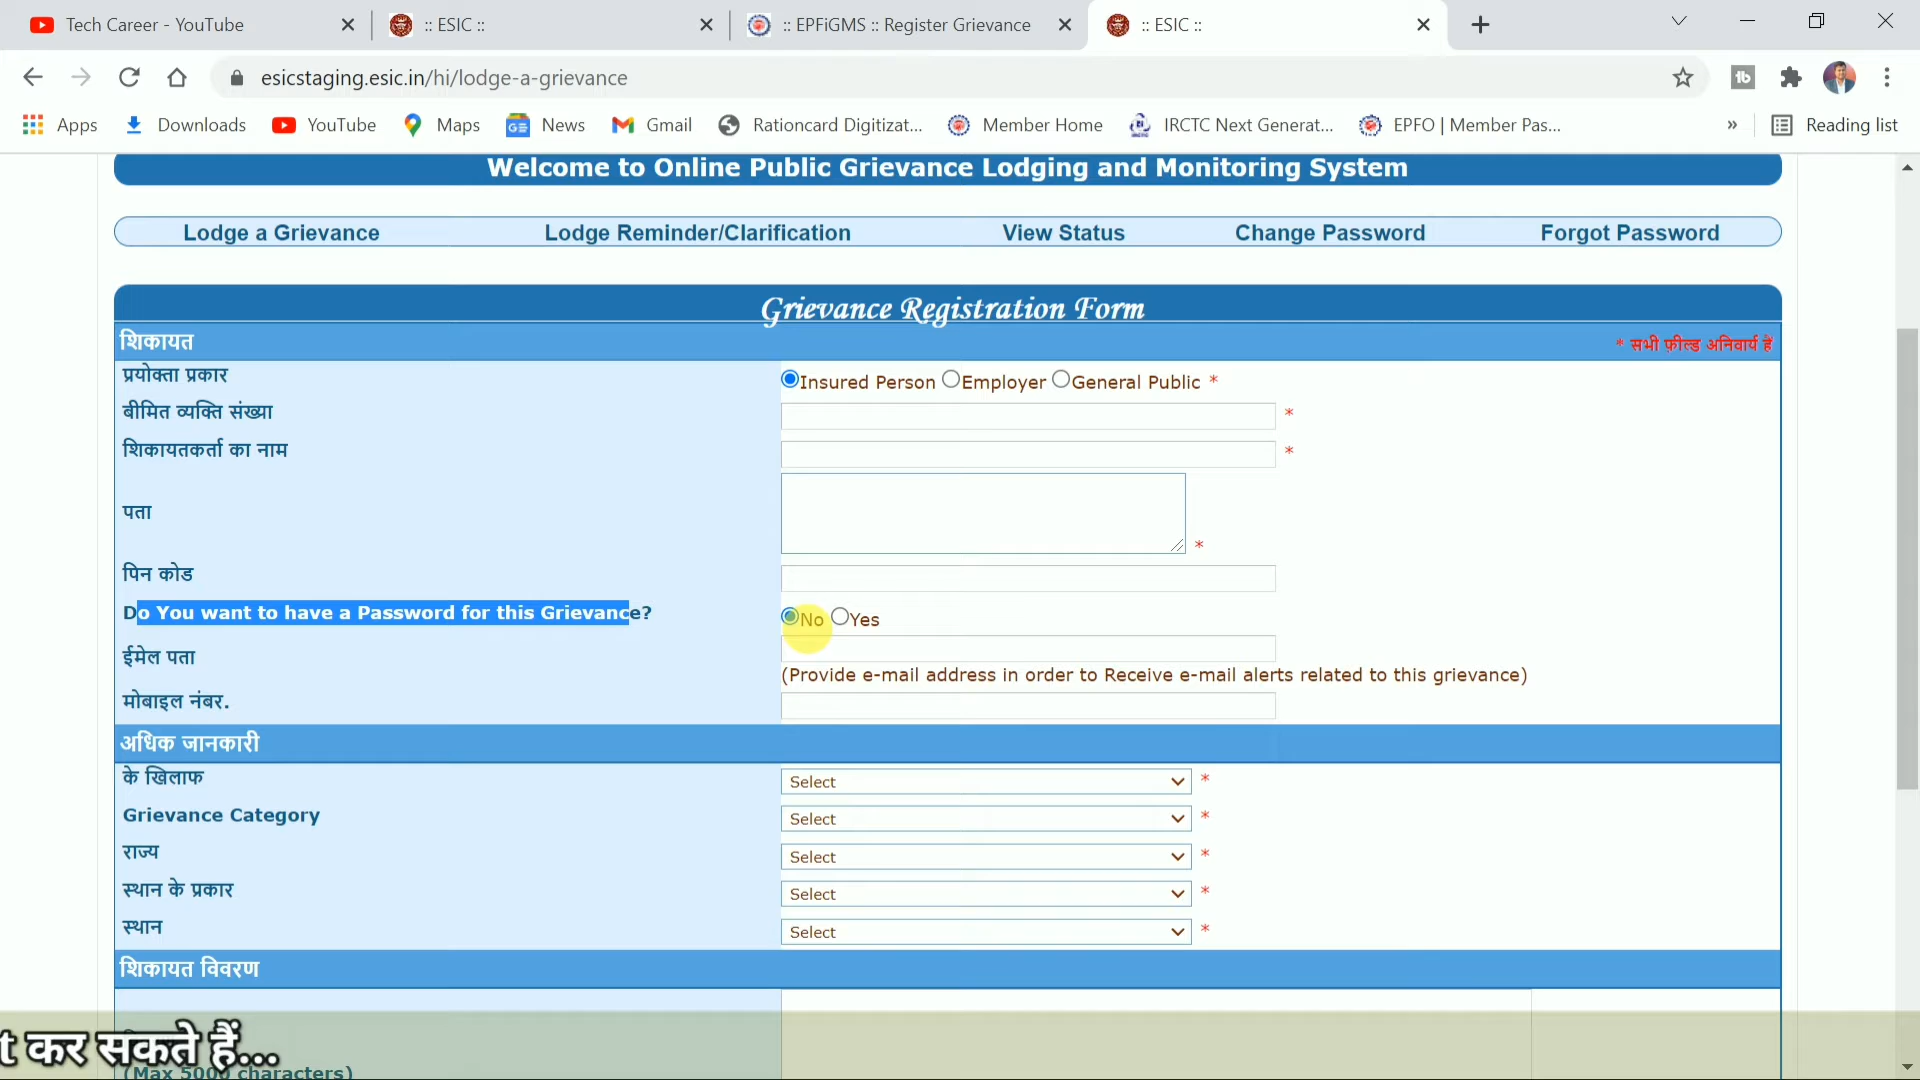 Tech Career - YouTube
:: ESIC ::
:: EPFiGMS :: Register Grievance
:: ESIC ::
esicstaging.esic.in/hi/lodge-a-grievance
Apps Downloads YouTube Maps News Gmail Rationcard Digitizat... Member Home IRCTC Next Generat... EPFO | Member Pas... » Reading list
Welcome to Online Public Grievance Lodging and Monitoring System
Lodge a Grievance Lodge Reminder/Clarification View Status Change Password Forgot Password
Grievance Registration Form
शिकायत * सभी फ़ील्ड अनिवार्य हैं
प्रयोक्ता प्रकार Insured Person Employer General Public *
बीमित व्यक्ति संख्या *
शिकायतकर्ता का नाम *
पता *
पिन कोड
Do You want to have a Password for this Grievance? No Yes
ईमेल पता
(Provide e-mail address in order to Receive e-mail alerts related to this grievance)
मोबाइल नंबर.
अधिक जानकारी
के खिलाफ Select *
Grievance Category Select *
राज्य Select *
स्थान के प्रकार Select *
स्थान Select *
शिकायत विवरण
t कर सकते हैं...
(Max 5000 characters)